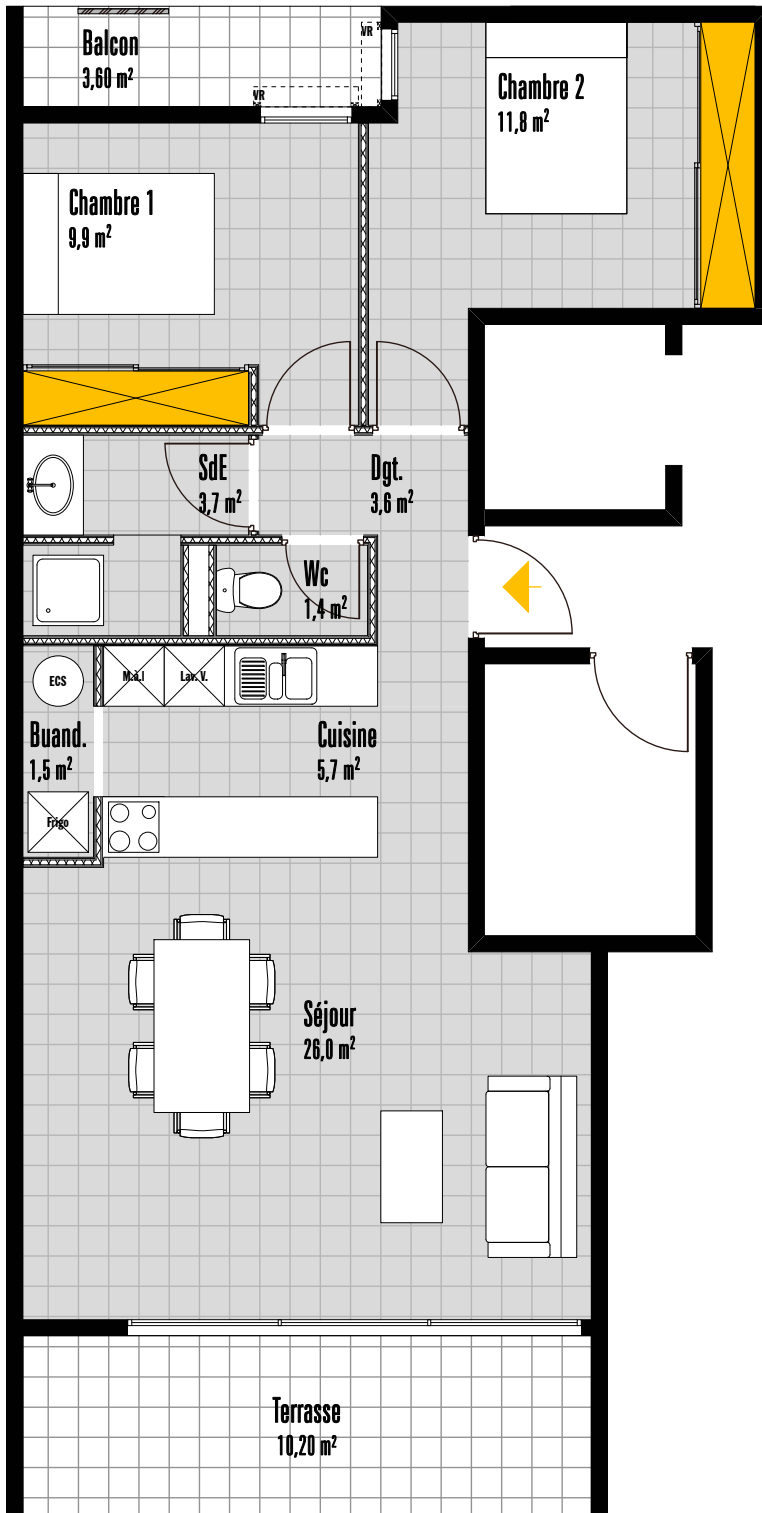 Balcon
3,60 m²
VR
VR
Chambre 2
11,8 m²
Chambre 1
9,9 m²
SdE
3,7 m²
Dgt.
3,6 m²
Wc
1,4 m²
ECS
M.à.l
Lav. V.
Buand.
1,5 m²
Cuisine
5,7 m²
Frigo
Séjour
26,0 m²
Terrasse
10,20 m²